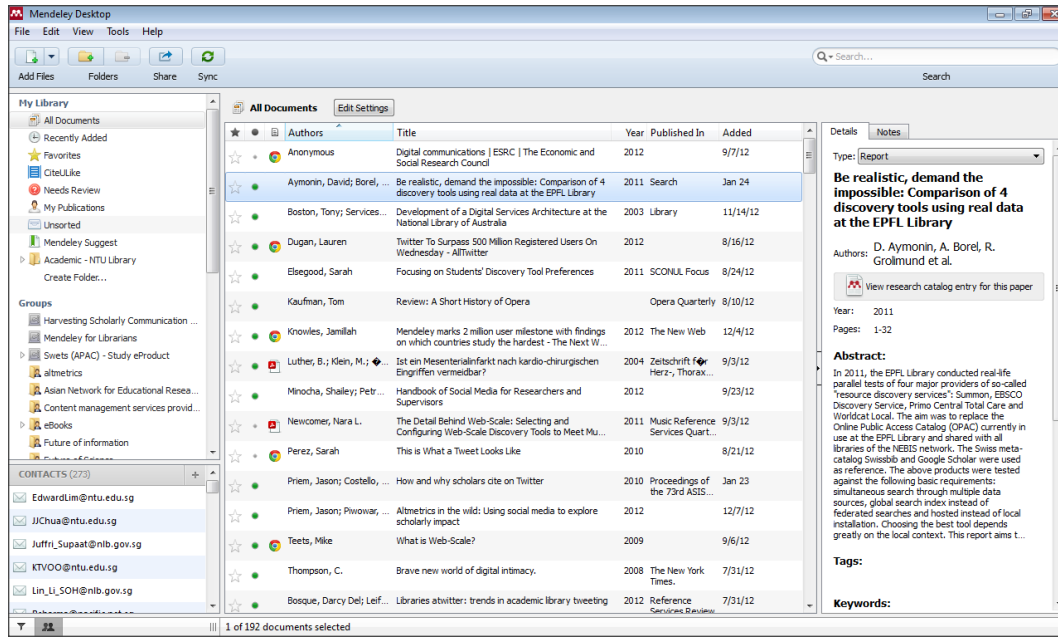 Mendeley Desktop
File Edit View Tools Help
Add Files Folders Share Sync
Search...
Search
My Library
All Documents
Recently Added
Favorites
CiteULike
Needs Review
My Publications
Unsorted
Mendeley Suggest
Academic - NTU Library
Create Folder...
Groups
Harvesting Scholarly Communication ...
Mendeley for Librarians
Swets (APAC) - Study eProduct
altmetrics
Asian Network for Educational Resea...
Content management services provid...
eBooks
Future of information
CONTACTS (273) +
EdwardLim@ntu.edu.sg
JJChua@ntu.edu.sg
Juffri_Supaat@nlb.gov.sg
KTVOO@ntu.edu.sg
Lin_Li_SOH@nlb.gov.sg
All Documents Edit Settings
Authors Title Year Published In Added
Anonymous Digital communications | ESRC | The Economic and 2012 9/7/12
Social Research Council
Aymonin, David; Borel, ... Be realistic, demand the impossible: Comparison of 4 2011 Search Jan 24
discovery tools using real data at the EPFL Library
Boston, Tony; Services... Development of a Digital Services Architecture at the 2003 Library 11/14/12
National Library of Australia
Dugan, Lauren Twitter To Surpass 500 Million Registered Users On 2012 8/16/12
Wednesday - AllTwitter
Elsegood, Sarah Focusing on Students' Discovery Tool Preferences 2011 SCONUL Focus 8/24/12
Kaufman, Tom Review: A Short History of Opera Opera Quarterly 8/10/12
Knowles, Jamillah Mendeley marks 2 million user milestone with findings 2012 The New Web 12/4/12
on which countries study the hardest - The Next W...
Luther, B.; Klein, M.; �... Ist ein Mesenterialinfarkt nach kardio-chirurgischen 2004 Zeitschrift f�r 9/3/12
Eingriffen vermeidbar? Herz-, Thorax...
Minocha, Shailey; Petr... Handbook of Social Media for Researchers and 2012 9/23/12
Supervisors
Newcomer, Nara L. The Detail Behind Web-Scale: Selecting and 2011 Music Reference 9/3/12
Configuring Web-Scale Discovery Tools to Meet Mu... Services Quart...
Perez, Sarah This is What a Tweet Looks Like 2010 8/21/12
Priem, Jason; Costello, ... How and why scholars cite on Twitter 2010 Proceedings of Jan 23
the 73rd ASIS...
Priem, Jason; Piwowar, ... Altmetrics in the wild: Using social media to explore 2012 12/7/12
scholarly impact
Teets, Mike What is Web-Scale? 2009 9/6/12
Thompson, C. Brave new world of digital intimacy. 2008 The New York 7/31/12
Times.
Bosque, Darcy Del; Leif... Libraries atwitter: trends in academic library tweeting 2012 Reference 7/31/12
Services Review
1 of 192 documents selected
Details Notes
Type: Report
Be realistic, demand the
impossible: Comparison of 4
discovery tools using real data
at the EPFL Library
Authors: D. Aymonin, A. Borel, R.
Grolimund et al.
View research catalog entry for this paper
Year: 2011
Pages: 1-32
Abstract:
In 2011, the EPFL Library conducted real-life
parallel tests of four major providers of so-called
"resource discovery services": Summon, EBSCO
Discovery Service, Primo Central Total Care and
Worldcat Local. The aim was to replace the
Online Public Access Catalog (OPAC) currently in
use at the EPFL Library and shared with all
libraries of the NEBIS network. The Swiss meta-
catalog Swissbib and Google Scholar were used
as reference. The above products were tested
against the following basic requirements:
simultaneous search through multiple data
sources, global search index instead of
federated searches and hosted instead of local
installation. Choosing the best tool depends
greatly on the local context. This report aims t...
Tags:
Keywords: